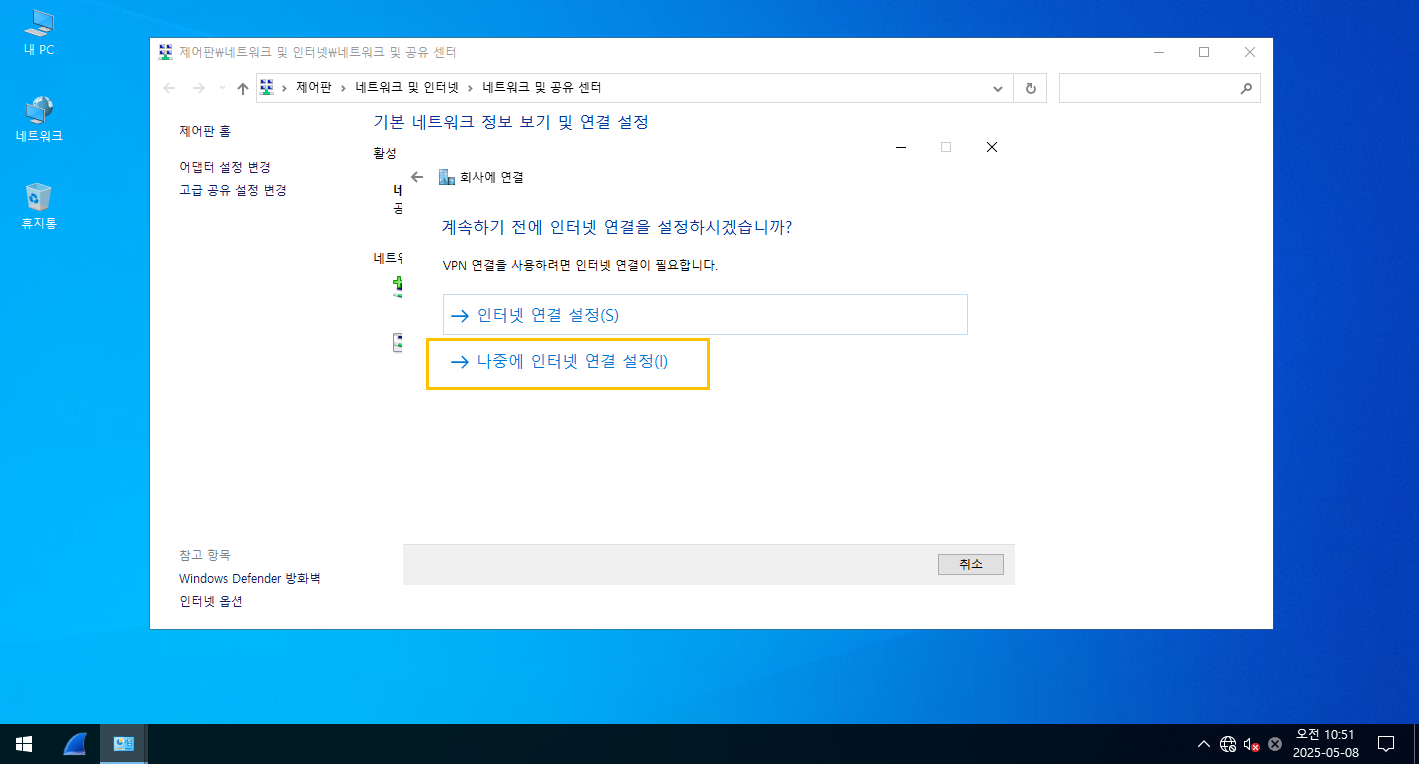 내 PC
네트워크
휴지통
제어판₩네트워크 및 인터넷₩네트워크 및 공유 센터
제어판 › 네트워크 및 인터넷 › 네트워크 및 공유 센터
제어판 홈
어댑터 설정 변경
고급 공유 설정 변경
기본 네트워크 정보 보기 및 연결 설정
활성
네
공
회사에 연결
계속하기 전에 인터넷 연결을 설정하시겠습니까?
VPN 연결을 사용하려면 인터넷 연결이 필요합니다.
→ 인터넷 연결 설정(S)
→ 나중에 인터넷 연결 설정(I)
취소
참고 항목
Windows Defender 방화벽
인터넷 옵션
오전 10:51
2025-05-08